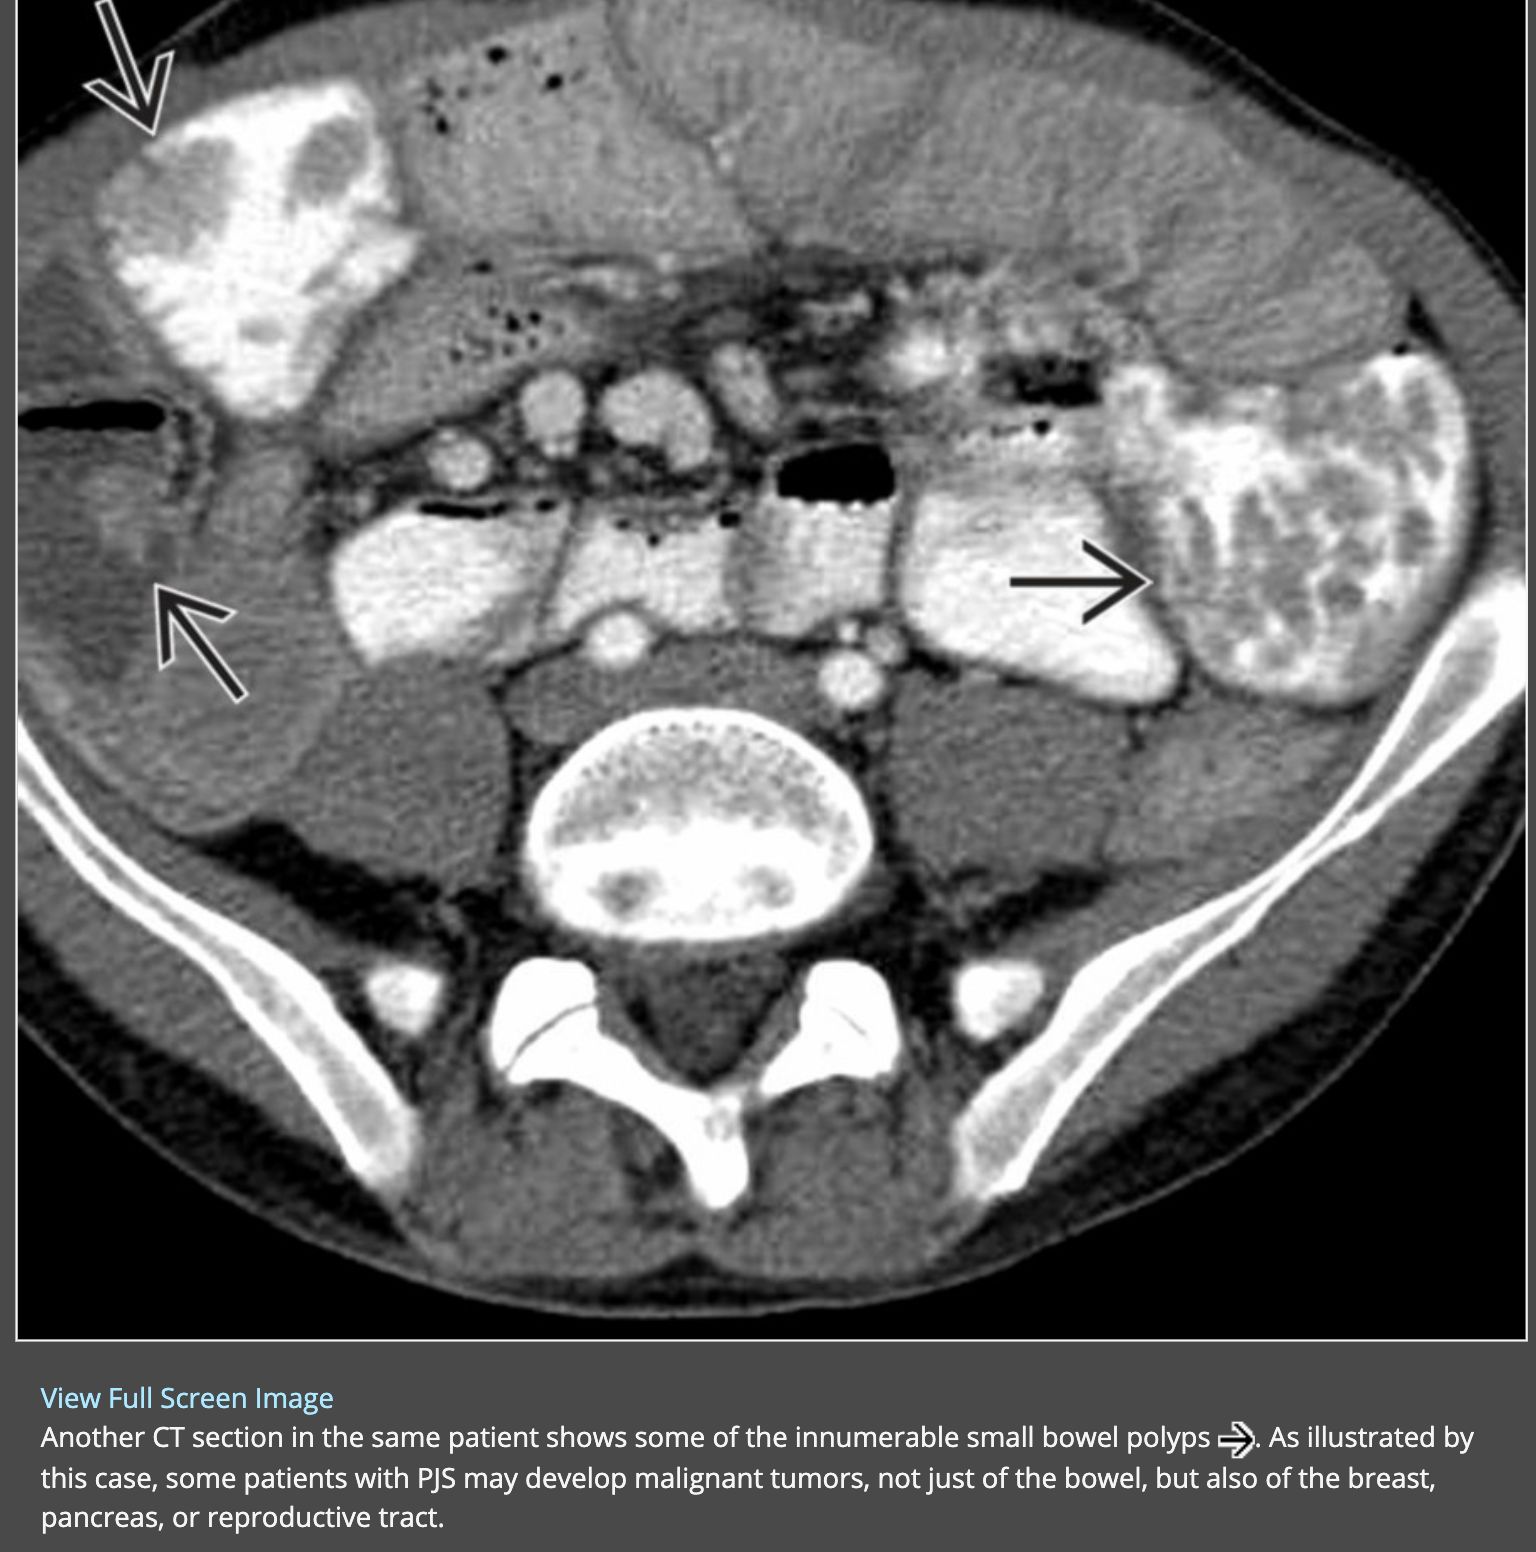 View Full Screen Image
Another CT section in the same patient shows some of the innumerable small bowel polyps . As illustrated by
this case, some patients with PJS may develop malignant tumors, not just of the bowel, but also of the breast,
pancreas, or reproductive tract.